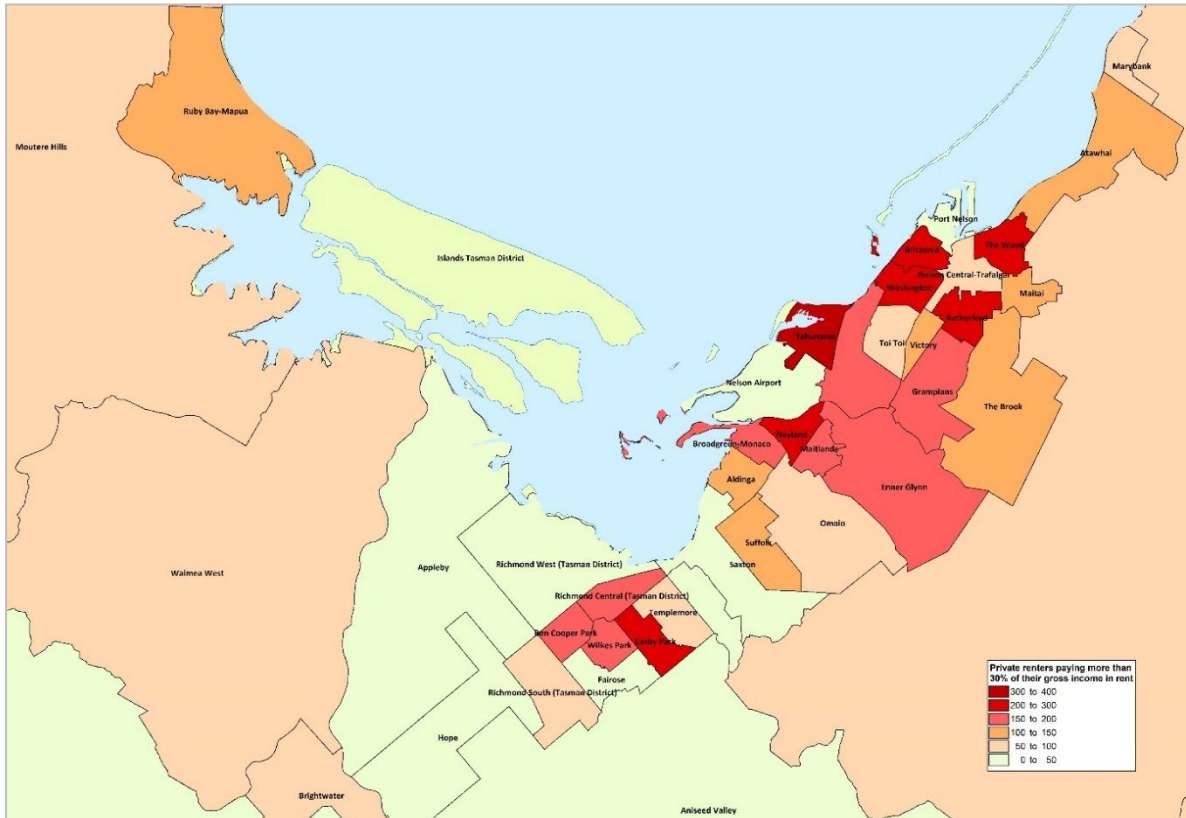 Marybank
Ruby Bay-Mapua
Moutere Hills
Atawhai
Port Nelson
Britannia
The Wood
Islands Tasman District
Nelson Central-Trafalgar
Washington
Maitai
Rutherford
Tahunanui
Toi Toi
Victory
Nelson Airport
Grampians
The Brook
Nayland
Broadgreen-Monaco
Maitlands
Aldinga
Enner Glynn
Omaio
Suffolk
Saxton
Richmond West (Tasman District)
Appleby
Waimea West
Richmond Central (Tasman District)
Templemore
Ben Cooper Park
Easby Park
Wilkes Park
Fairose
Richmond South (Tasman District)
Hope
Brightwater
Aniseed Valley
Private renters paying more than
30% of their gross income in rent
300 to 400
200 to 300
150 to 200
100 to 150
50 to 100
0 to 50